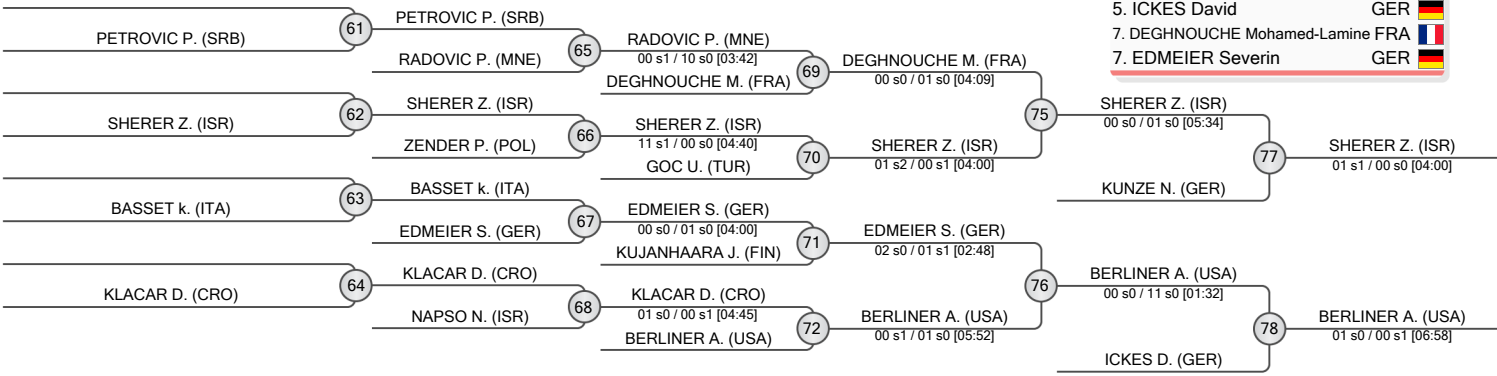 PETROVIC P. (SRB)
61
PETROVIC P. (SRB)
RADOVIC P. (MNE)
65
RADOVIC P. (MNE)
00 s1 / 10 s0 [03:42]
DEGHNOUCHE M. (FRA)
69
DEGHNOUCHE M. (FRA)
00 s0 / 01 s0 [04:09]
5. ICKES David GER
7. DEGHNOUCHE Mohamed-Lamine FRA
7. EDMEIER Severin GER
SHERER Z. (ISR)
62
SHERER Z. (ISR)
ZENDER P. (POL)
66
SHERER Z. (ISR)
11 s1 / 00 s0 [04:40]
GOC U. (TUR)
70
SHERER Z. (ISR)
01 s2 / 00 s1 [04:00]
75
SHERER Z. (ISR)
00 s0 / 01 s0 [05:34]
KUNZE N. (GER)
77
SHERER Z. (ISR)
01 s1 / 00 s0 [04:00]
BASSET k. (ITA)
63
BASSET k. (ITA)
EDMEIER S. (GER)
67
EDMEIER S. (GER)
00 s0 / 01 s0 [04:00]
KUJANHAARA J. (FIN)
71
EDMEIER S. (GER)
02 s0 / 01 s1 [02:48]
KLACAR D. (CRO)
64
KLACAR D. (CRO)
NAPSO N. (ISR)
68
KLACAR D. (CRO)
01 s0 / 00 s1 [04:45]
BERLINER A. (USA)
72
BERLINER A. (USA)
00 s1 / 01 s0 [05:52]
76
BERLINER A. (USA)
00 s0 / 11 s0 [01:32]
ICKES D. (GER)
78
BERLINER A. (USA)
01 s0 / 00 s1 [06:58]